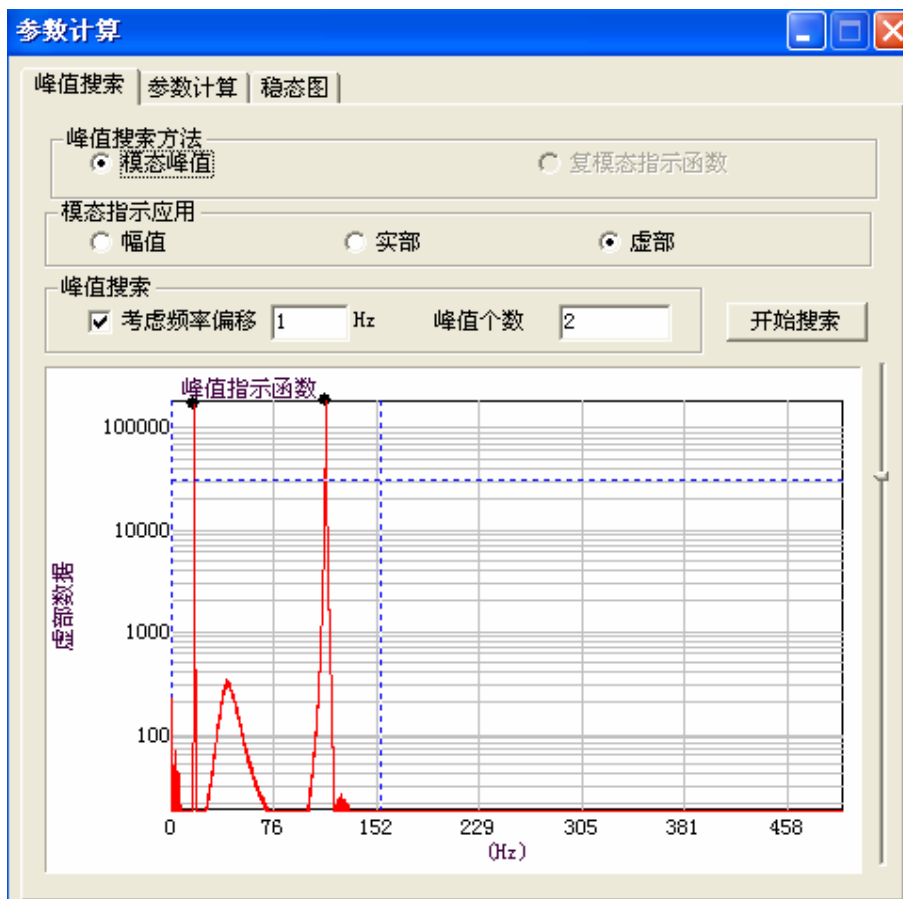 参数计算
峰值搜索 参数计算 稳态图
峰值搜索方法
模态峰值 复模态指示函数
模态指示应用
幅值 实部 虚部
峰值搜索
考虑频率偏移 1 Hz 峰值个数 2 开始搜索
峰值指示函数
100000
10000
1000
100
虚部数据
0 76 152 229 305 381 458
(Hz)